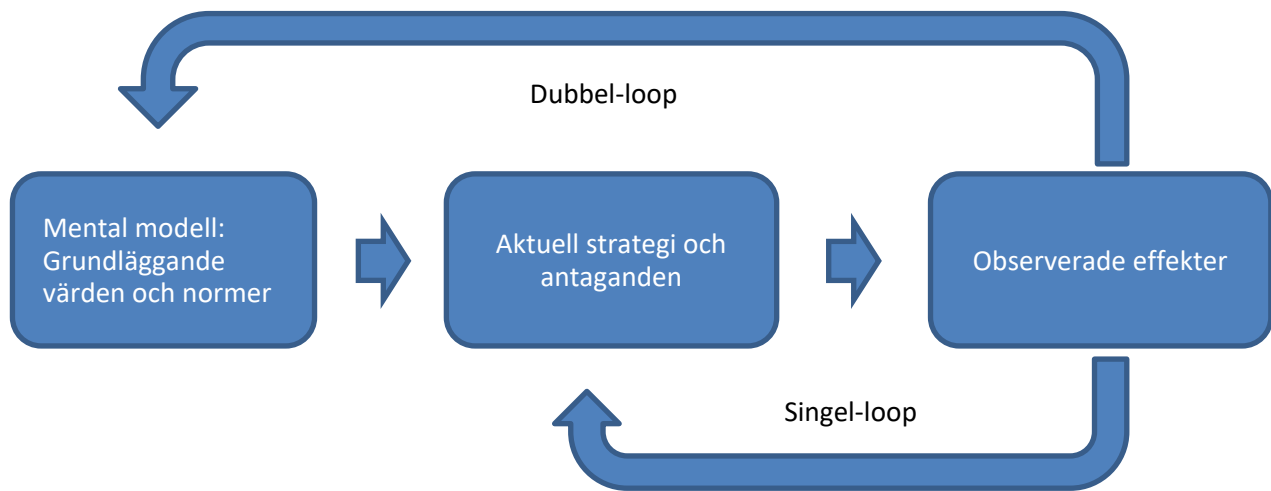 Dubbel-loop
Mental modell:
Grundläggande
värden och normer
Aktuell strategi och
antaganden
Observerade effekter
Singel-loop